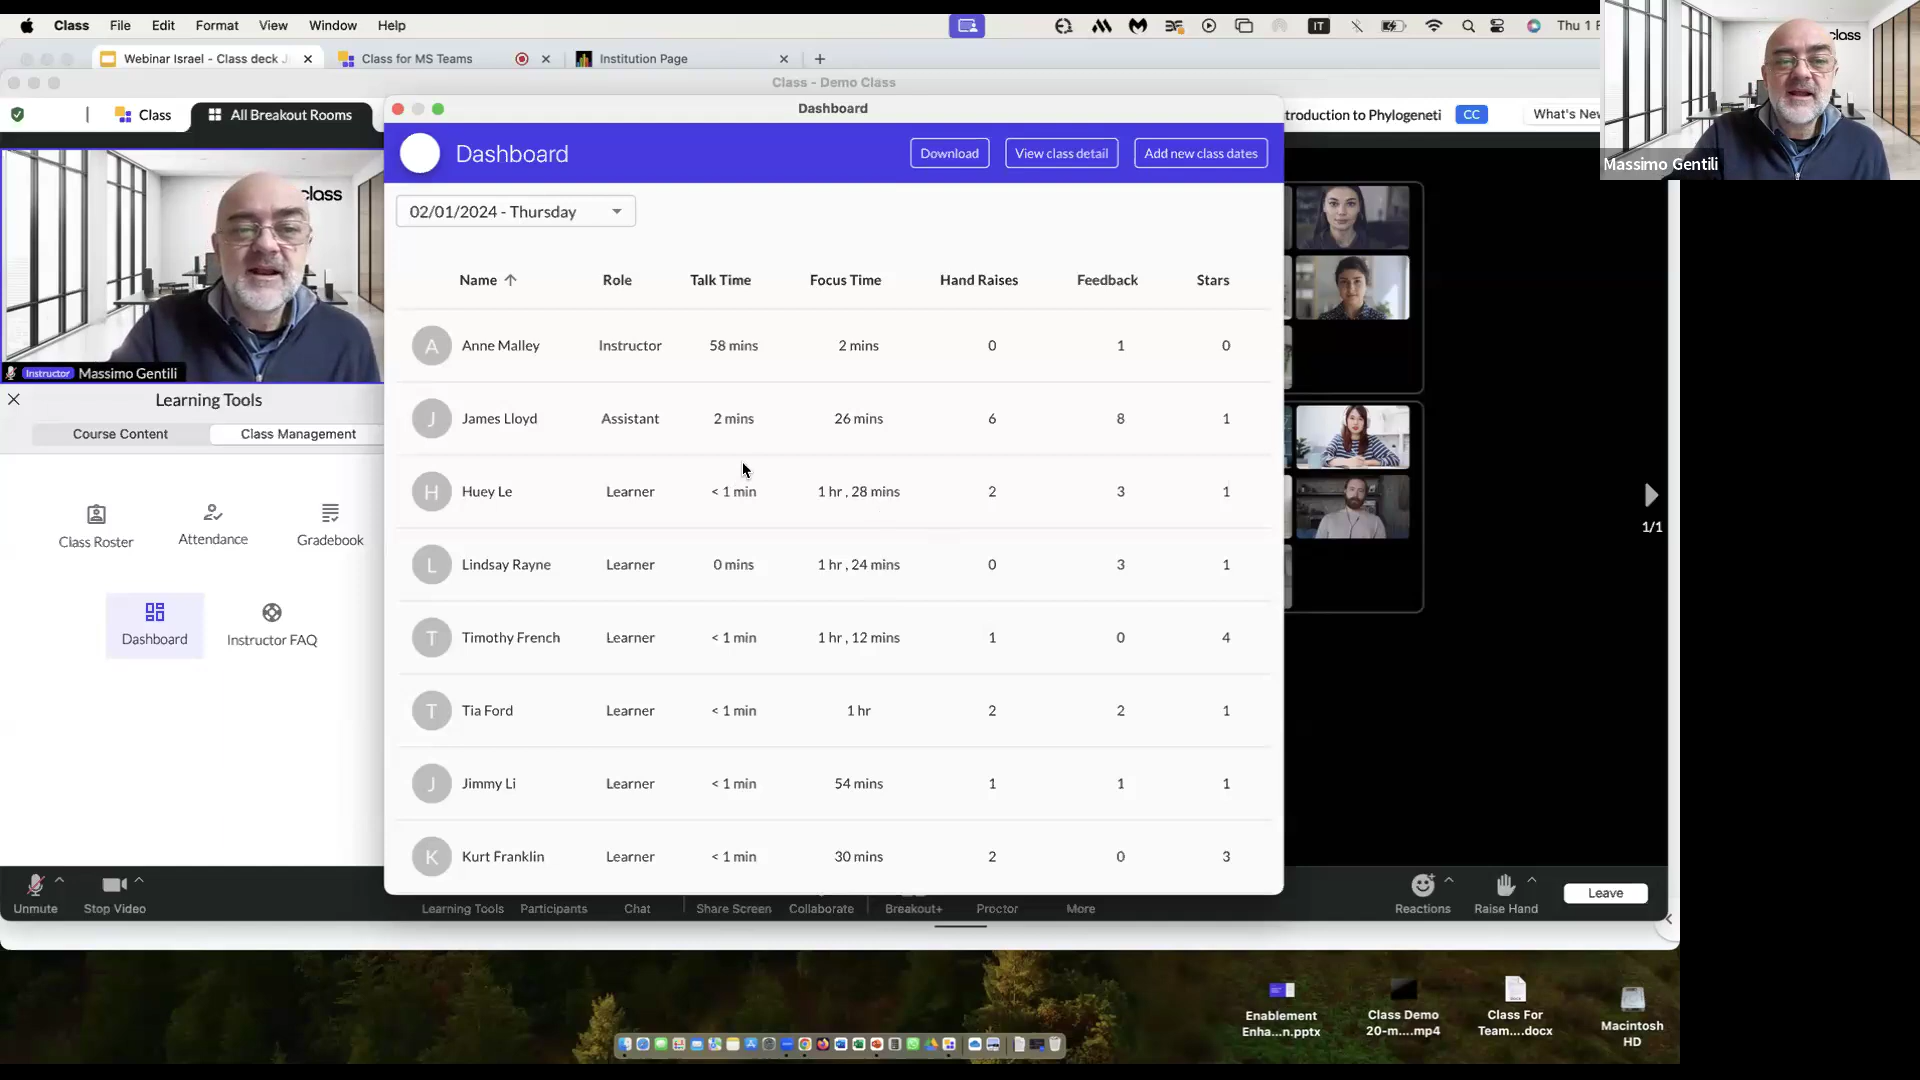 Class File Edit Format View Window Help IT Thu 1 F
Webinar Israel - Class deck J Class for MS Teams Institution Page
Class - Demo Class
Class All Breakout Rooms
troduction to Phylogeneti CC What's New
class
Massimo Gentili
class
Instructor Massimo Gentili
Learning Tools
Course Content Class Management
Class Roster Attendance Gradebook
Dashboard Instructor FAQ
Dashboard
Dashboard Download View class detail Add new class dates
02/01/2024 - Thursday
Name Role Talk Time Focus Time Hand Raises Feedback Stars
A Anne Malley Instructor 58 mins 2 mins 0 1 0
J James Lloyd Assistant 2 mins 26 mins 6 8 1
H Huey Le Learner < 1 min 1 hr , 28 mins 2 3 1
L Lindsay Rayne Learner 0 mins 1 hr , 24 mins 0 3 1
T Timothy French Learner < 1 min 1 hr , 12 mins 1 0 4
T Tia Ford Learner < 1 min 1 hr 2 2 1
J Jimmy Li Learner < 1 min 54 mins 1 1 1
K Kurt Franklin Learner < 1 min 30 mins 2 0 3
1/1
Unmute Stop Video Learning Tools Participants Chat Share Screen Collaborate Breakout+ Proctor More Reactions Raise Hand Leave
Enablement
Enha...n.pptx
Class Demo
20-m....mp4
Class For
Team....docx
Macintosh
HD